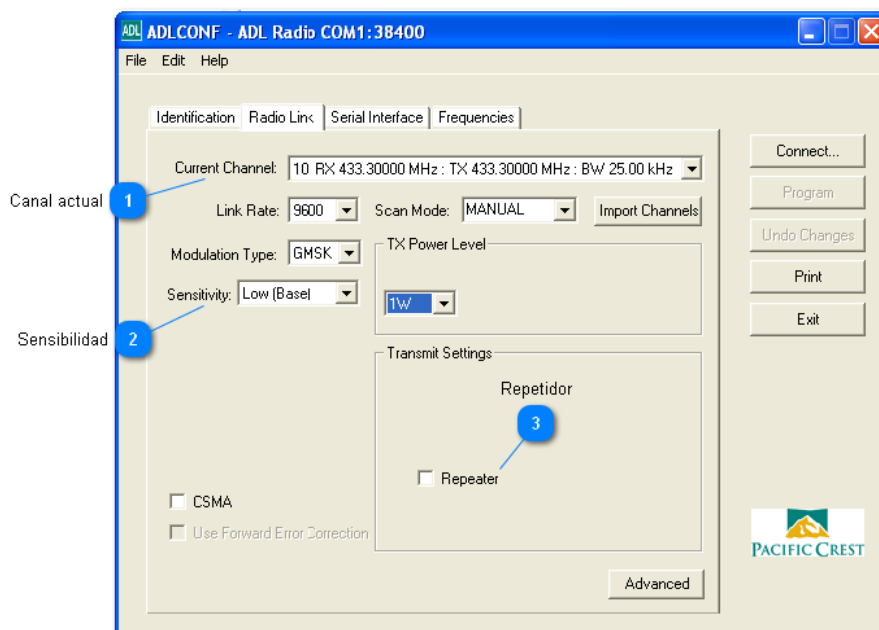 ADL ADLCONF - ADL Radio COM1:38400
File Edit Help
Identification Radio Link Serial Interface Frequencies
Current Channel: 10 RX 433.30000 MHz : TX 433.30000 MHz : BW 25.00 kHz
Connect...
Canal actual 1
Program
Link Rate: 9600 Scan Mode: MANUAL Import Channels
Undo Changes
Modulation Type: GMSK TX Power Level
Print
Sensitivity: Low (Base)
1W
Exit
Sensibilidad 2
Transmit Settings
Repetidor
3
Repeater
CSMA
Use Forward Error Correction
PACIFIC CREST
Advanced